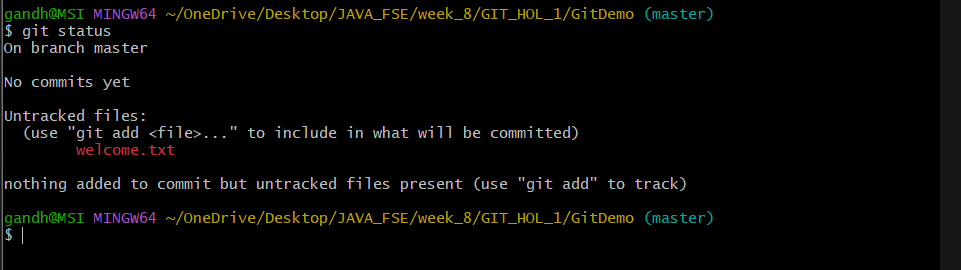 gandh@MSI MINGW64 ~/OneDrive/Desktop/JAVA_FSE/week_8/GIT_HOL_1/GitDemo (master)
$ git status
On branch master
No commits yet
Untracked files:
  (use "git add <file>..." to include in what will be committed)
        welcome.txt
nothing added to commit but untracked files present (use "git add" to track)
gandh@MSI MINGW64 ~/OneDrive/Desktop/JAVA_FSE/week_8/GIT_HOL_1/GitDemo (master)
$